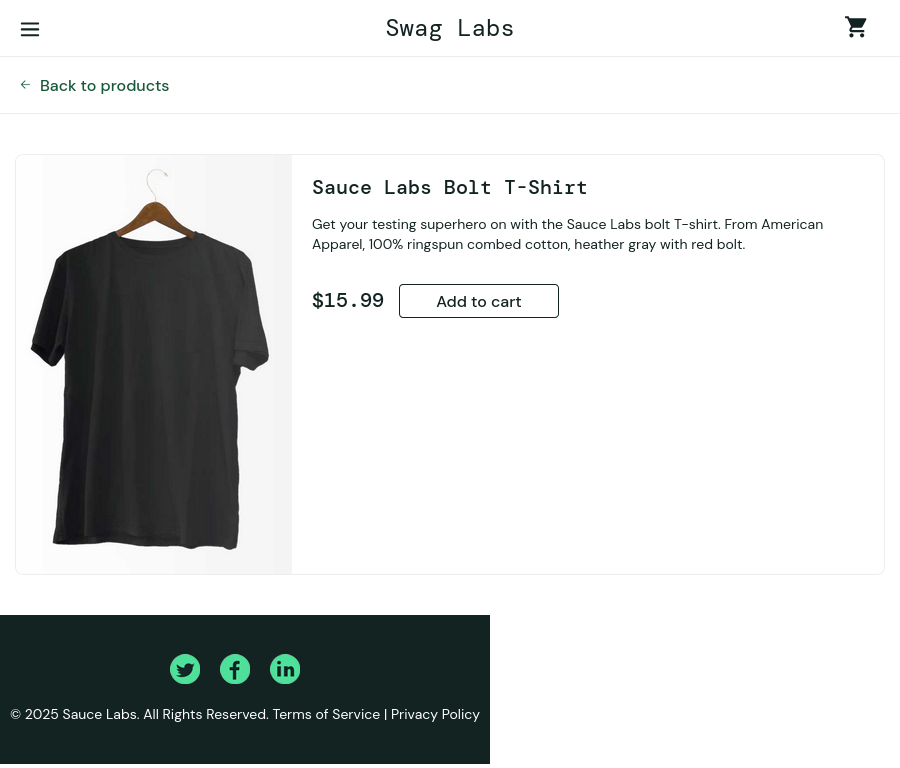 Swag Labs
Back to products
Sauce Labs Bolt T-Shirt
Get your testing superhero on with the Sauce Labs bolt T-shirt. From American
Apparel, 100% ringspun combed cotton, heather gray with red bolt.
$15.99
Add to cart
© 2025 Sauce Labs. All Rights Reserved. Terms of Service | Privacy Policy